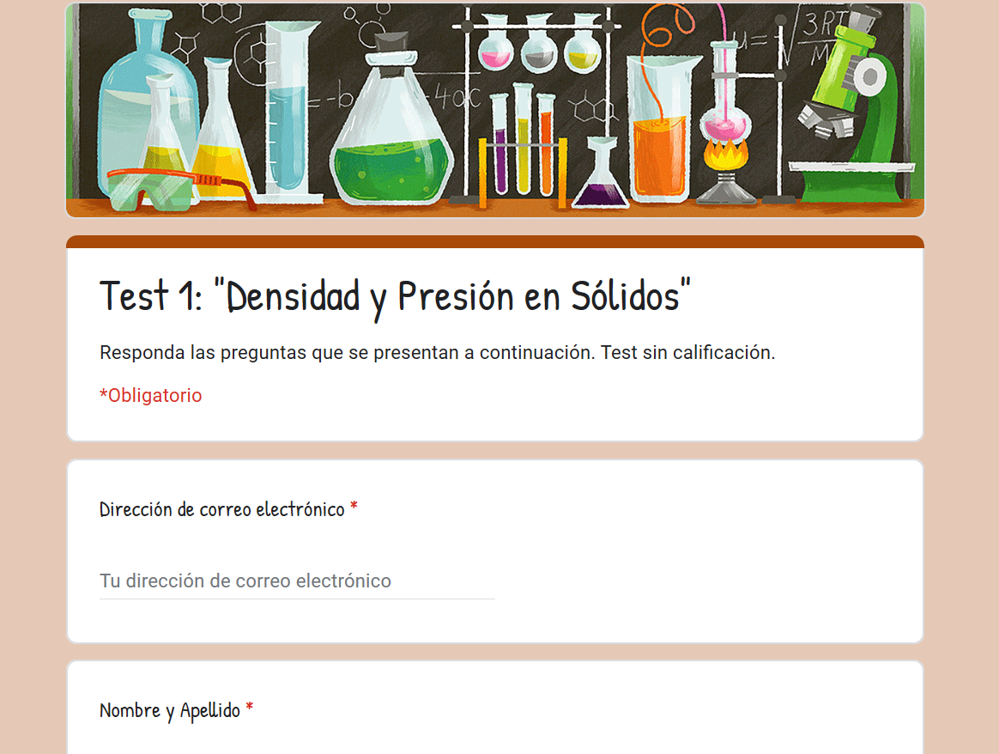 = -b
-4ac
μ=
3RT
M
Test 1: "Densidad y Presión en Sólidos"
Responda las preguntas que se presentan a continuación. Test sin calificación.
*Obligatorio
Dirección de correo electrónico *
Tu dirección de correo electrónico
Nombre y Apellido *